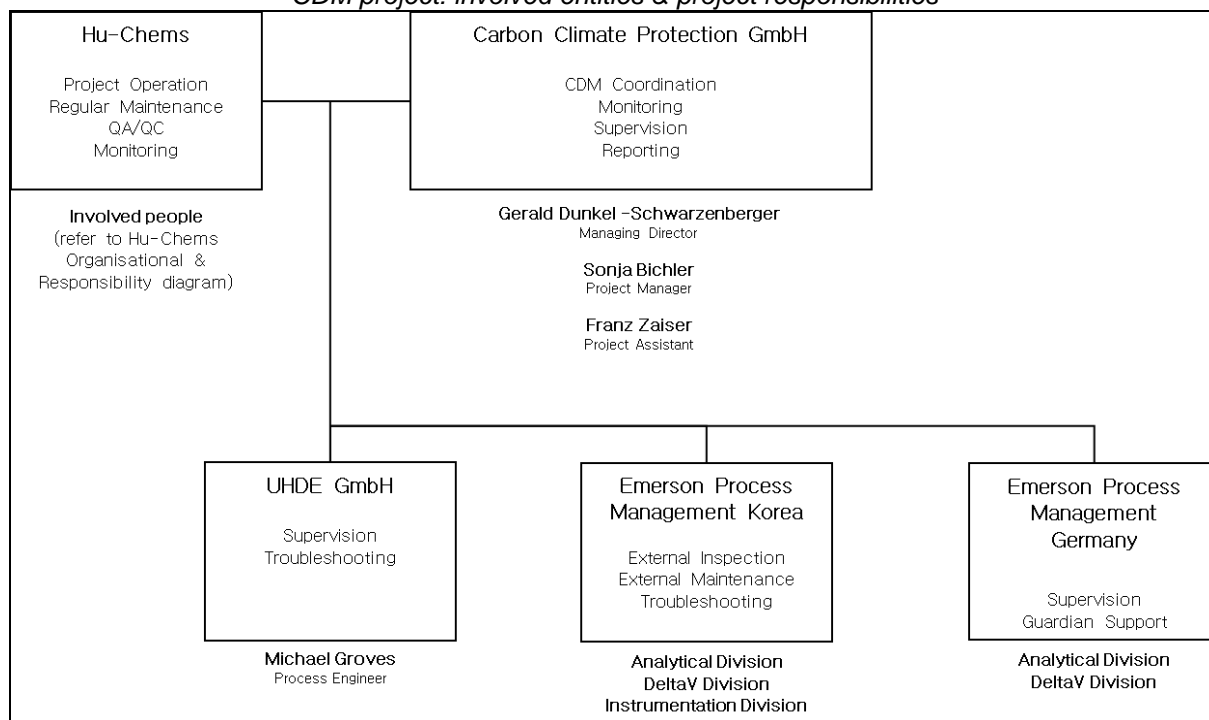 CDM project: involved entities & project responsibilities
Hu-Chems
Project Operation
Regular Maintenance
QA/QC
Monitoring
Involved people
(refer to Hu-Chems
Organisational &
Responsibility diagram)
Carbon Climate Protection GmbH
CDM Coordination
Monitoring
Supervision
Reporting
Gerald Dunkel -Schwarzenberger
Managing Director
Sonja Bichler
Project Manager
Franz Zaiser
Project Assistant
UHDE GmbH
Supervision
Troubleshooting
Michael Groves
Process Engineer
Emerson Process
Management Korea
External Inspection
External Maintenance
Troubleshooting
Analytical Division
DeltaV Division
Instrumentation Division
Emerson Process
Management
Germany
Supervision
Guardian Support
Analytical Division
DeltaV Division